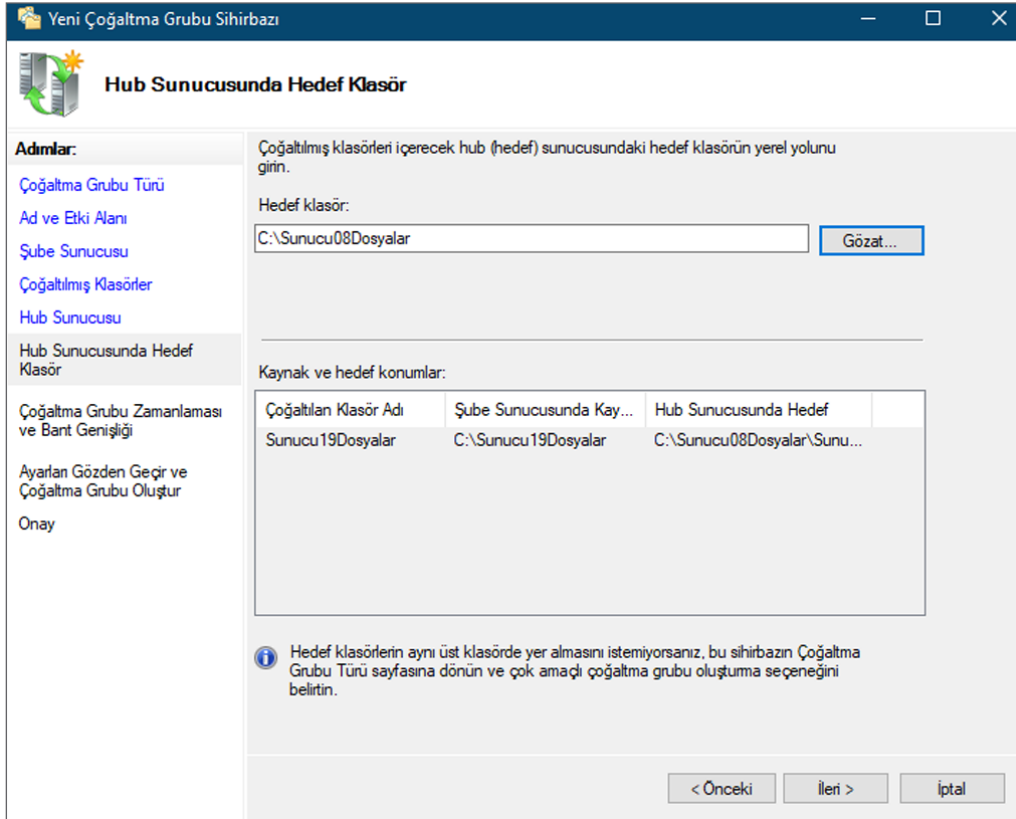 Yeni Çoğaltma Grubu Sihirbazı
Hub Sunucusunda Hedef Klasör
Adımlar:
Çoğaltma Grubu Türü
Ad ve Etki Alanı
Şube Sunucusu
Çoğaltılmış Klasörler
Hub Sunucusu
Hub Sunucusunda Hedef
Klasör
Çoğaltma Grubu Zamanlaması
ve Bant Genişliği
Ayarları Gözden Geçir ve
Çoğaltma Grubu Oluştur
Onay
Çoğaltılmış klasörleri içerecek hub (hedef) sunucusundaki hedef klasörün yerel yolunu
girin.
Hedef klasör:
C:\Sunucu08Dosyalar
Gözat...
Kaynak ve hedef konumlar:
Çoğaltılan Klasör Adı Şube Sunucusunda Kay... Hub Sunucusunda Hedef
Sunucu19Dosyalar C:\Sunucu19Dosyalar C:\Sunucu08Dosyalar\Sunu...
Hedef klasörlerin aynı üst klasörde yer almasını istemiyorsanız, bu sihirbazın Çoğaltma
Grubu Türü sayfasına dönün ve çok amaçlı çoğaltma grubu oluşturma seçeneğini
belirtin.
< Önceki İleri > İptal